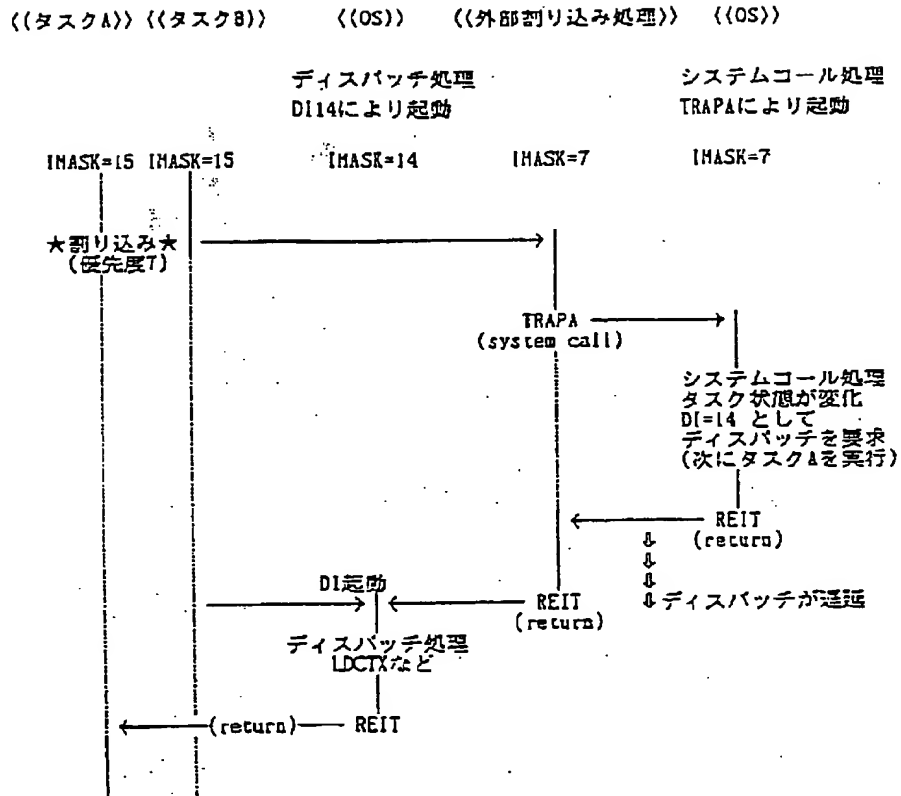 《タスクA》 《タスクB》 《OS》 《外部割り込み処理》 《OS》
ディスパッチ処理 システムコール処理
DI14により起動 TRAPAにより起動
IMASK=15 IMASK=15 IMASK=14 IMASK=7 IMASK=7
★割り込み★
(優先度7)
TRAPA
(system call)
システムコール処理
タスク状態が変化
DI=14 として
ディスパッチを要求
(次にタスクAを実行)
REIT
(return)
DI起動
REIT
(return)
ディスパッチが遅延
ディスパッチ処理
LDCTXなど
(return) REIT